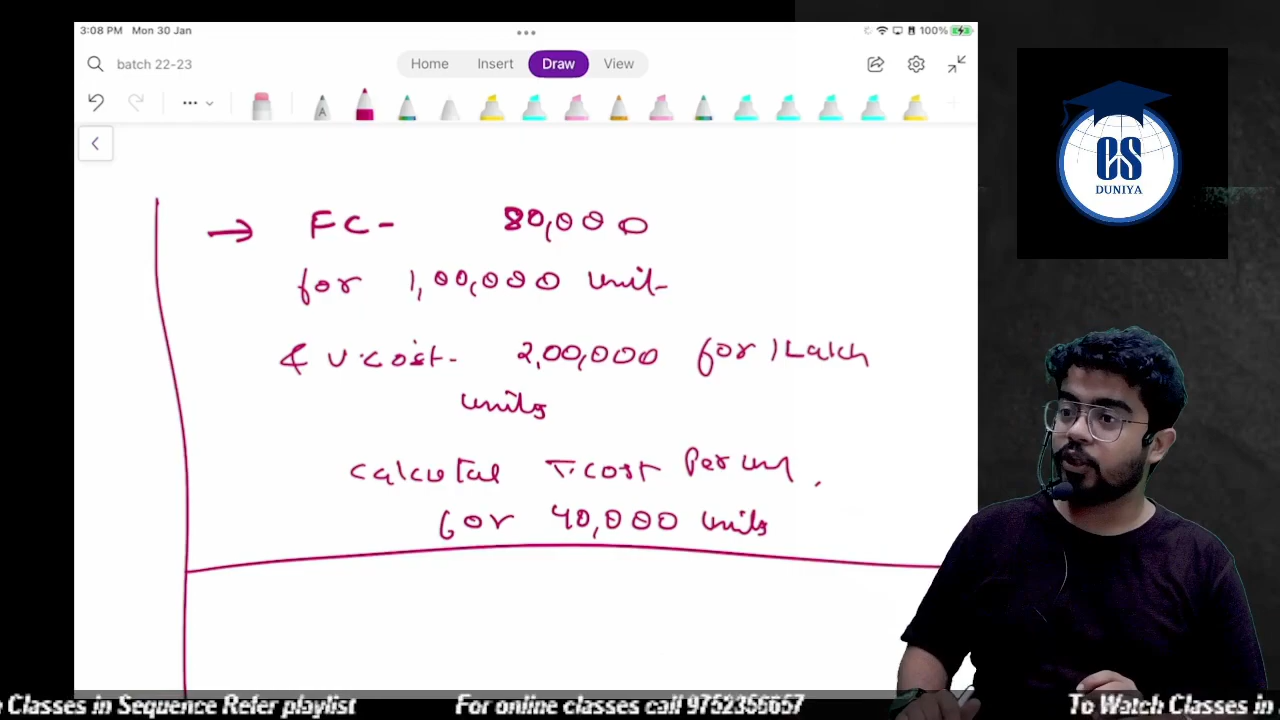 3:08 PM Mon 30 Jan
100%
batch 22-23
Home Insert Draw View
A
CS
DUNIYA
→ FC - 80,000
for 1,00,000 unit
& V.cost - 2,00,000 for 1 Lakh
units
T.cost Per unit,
for 40,000 units
Classes in Sequence Refer playlist For online classes call 9752356657 To Watch Classes in